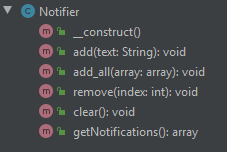 C Notifier
m __construct()
m add(text: String): void
m add_all(array: array): void
m remove(index: int): void
m clear(): void
m getNotifications(): array